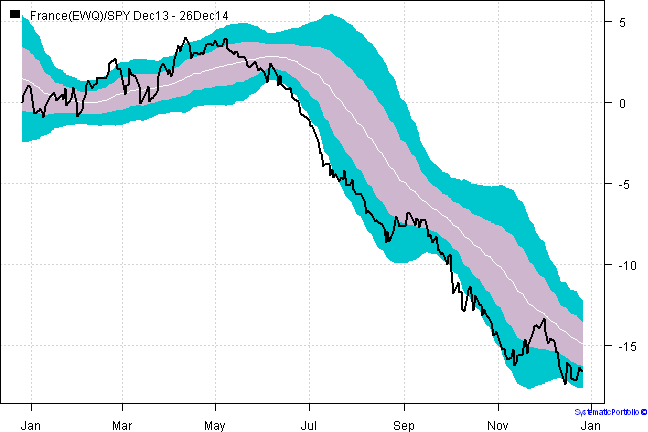 France(EWQ)/SPY Dec13 - 26Dec14
5
0
-5
-10
-15
SystematicPortfolio ©
Jan Mar May Jul Sep Nov Jan